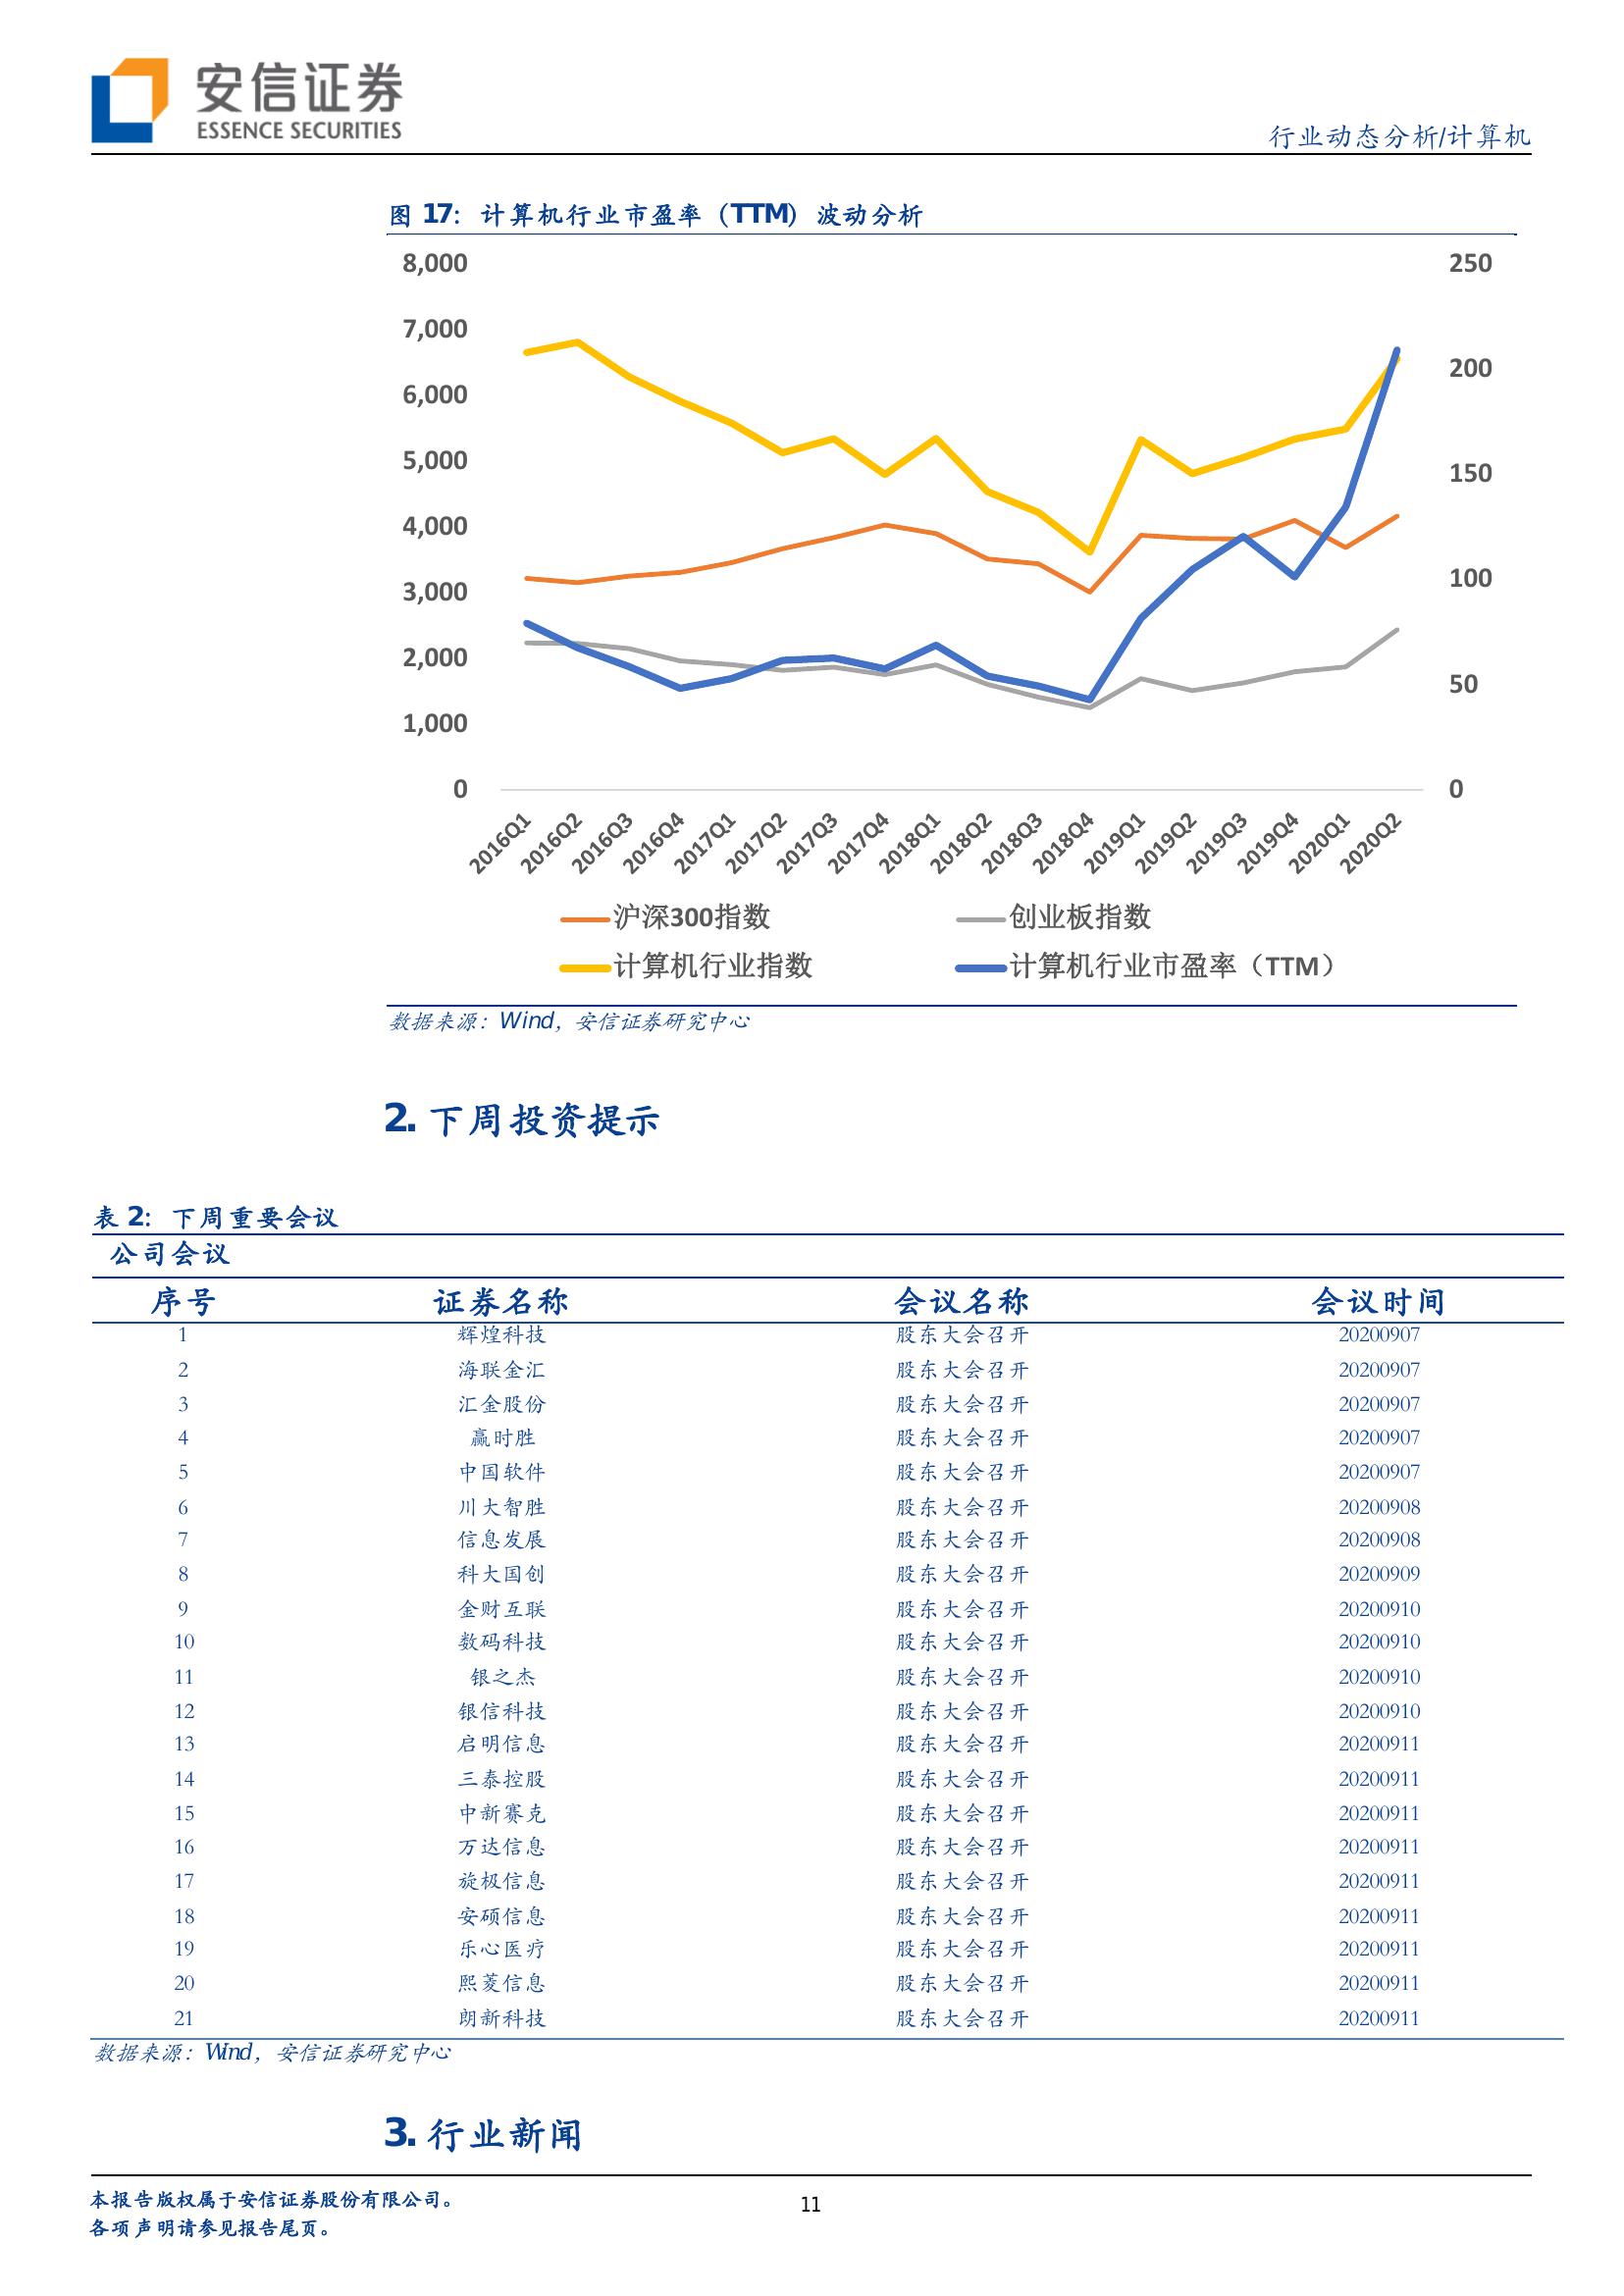 安信证券
ESSENCE SECURITIES
行业动态分析/计算机
图 17：计算机行业市盈率（TTM）波动分析
8,000 250
7,000
200
6,000
5,000
150
4,000
3,000 100
2,000
50
1,000
0 0
2016Q1 2016Q2 2016Q3 2016Q4 2017Q1 2017Q2 2017Q3 2017Q4 2018Q1 2018Q2 2018Q3 2018Q4 2019Q1 2019Q2 2019Q3 2019Q4 2020Q1 2020Q2
沪深300指数 创业板指数
计算机行业指数 计算机行业市盈率（TTM）
数据来源：Wind，安信证券研究中心
2. 下周投资提示
表 2：下周重要会议
公司会议
序号 证券名称 会议名称 会议时间
1 辉煌科技 股东大会召开 20200907
2 海联金汇 股东大会召开 20200907
3 汇金股份 股东大会召开 20200907
4 赢时胜 股东大会召开 20200907
5 中国软件 股东大会召开 20200907
6 川大智胜 股东大会召开 20200908
7 信息发展 股东大会召开 20200908
8 科大国创 股东大会召开 20200909
9 金财互联 股东大会召开 20200910
10 数码科技 股东大会召开 20200910
11 银之杰 股东大会召开 20200910
12 银信科技 股东大会召开 20200910
13 启明信息 股东大会召开 20200911
14 三泰控股 股东大会召开 20200911
15 中新赛克 股东大会召开 20200911
16 万达信息 股东大会召开 20200911
17 旋极信息 股东大会召开 20200911
18 安硕信息 股东大会召开 20200911
19 乐心医疗 股东大会召开 20200911
20 熙菱信息 股东大会召开 20200911
21 朗新科技 股东大会召开 20200911
数据来源：Wind，安信证券研究中心
3. 行业新闻
本报告版权属于安信证券股份有限公司。
各项声明请参见报告尾页。
11